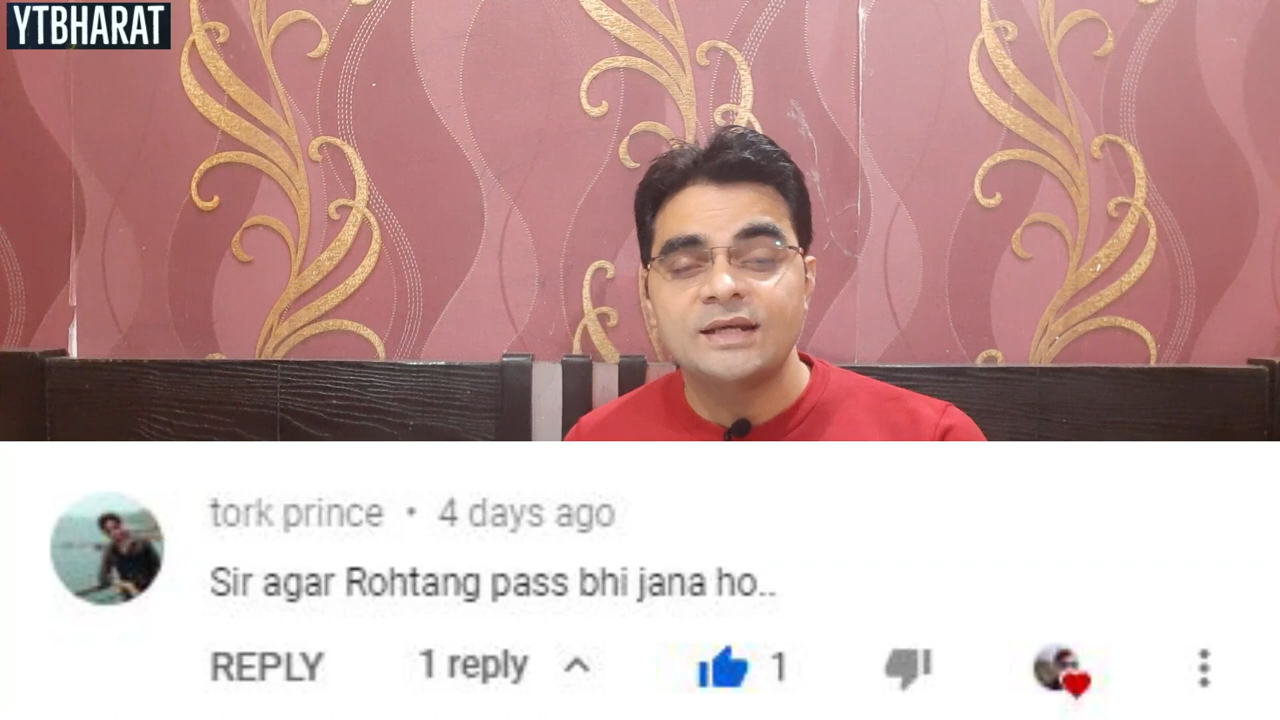 YTBHARAT
tork prince • 4 days ago
Sir agar Rohtang pass bhi jana ho..
REPLY 1 reply 1